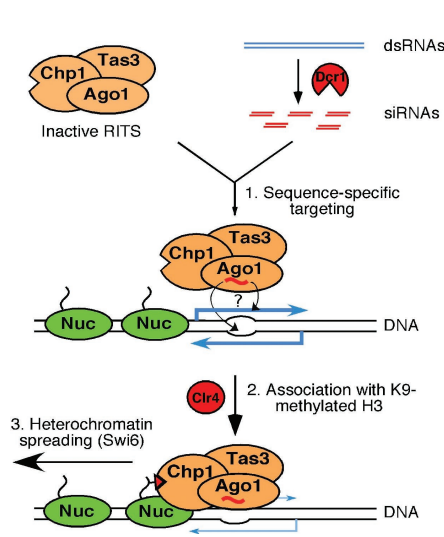 Chp1
Tas3
Ago1
Inactive RITS
dsRNAs
Dcr1
siRNAs
1. Sequence-specific
targeting
Chp1
Tas3
Ago1
?
Nuc
Nuc
DNA
Clr4
2. Association with K9-
methylated H3
3. Heterochromatin
spreading (Swi6)
Chp1
Tas3
Ago1
Nuc
Nuc
DNA